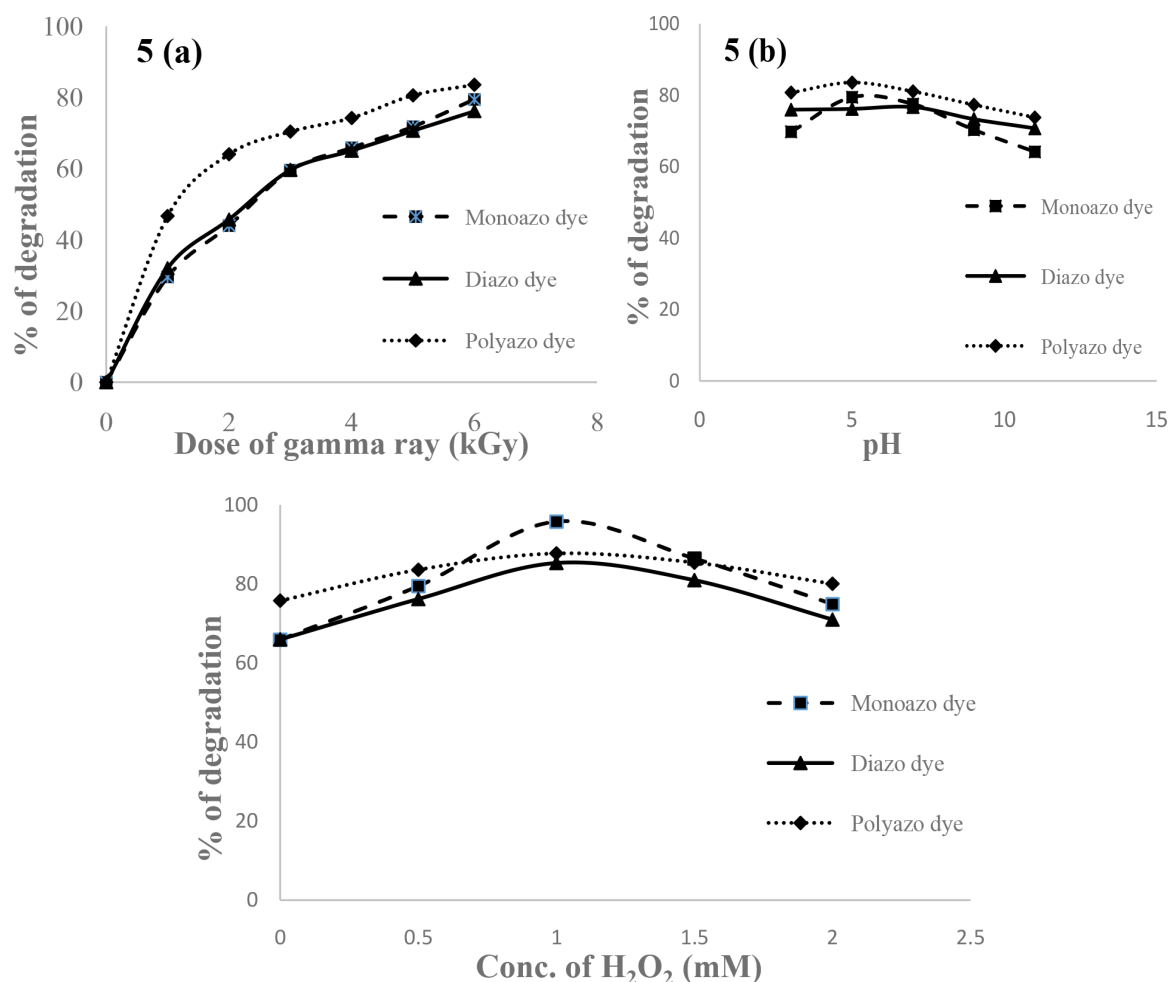 5 (a)
100
80
60
40
20
0
% of degradation
0 2 4 6 8
Dose of gamma ray (kGy)
Monoazo dye
Diazo dye
Polyazo dye
5 (b)
100
80
60
40
20
0
% of degradation
0 5 10 15
pH
Monoazo dye
Diazo dye
Polyazo dye
100
80
60
40
20
0
% of degradation
0 0.5 1 1.5 2 2.5
Conc. of H₂O₂ (mM)
Monoazo dye
Diazo dye
Polyazo dye